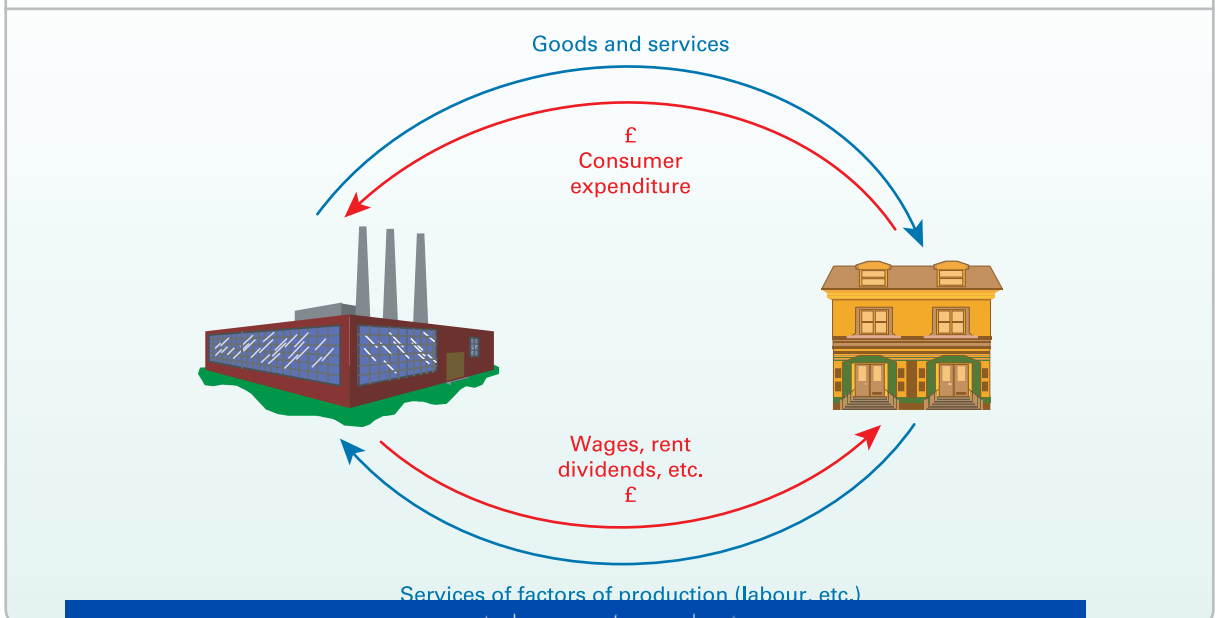 Goods and services
£
Consumer
expenditure
Wages, rent
dividends, etc.
£
Services of factors of production (labour, etc.)